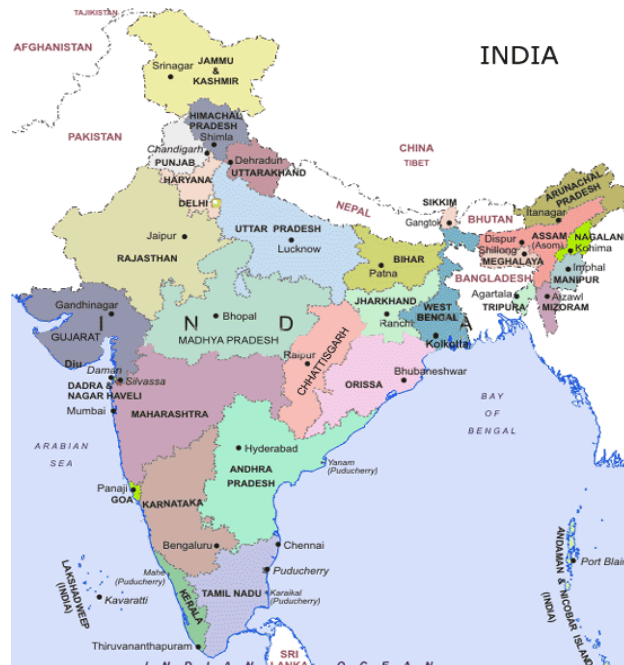 TAJIKISTAN
AFGHANISTAN
INDIA
JAMMU
&
KASHMIR
Srinagar
HIMACHAL
PRADESH
Shimla
PAKISTAN
Chandigarh
PUNJAB
CHINA
TIBET
Dehradun
UTTARAKHAND
HARYANA
DELHI
NEPAL
SIKKIM
Gangtok
BHUTAN
ARUNACHAL
PRADESH
Itanagar
Jaipur
RAJASTHAN
UTTAR PRADESH
Lucknow
BIHAR
Patna
Dispur
ASSAM
(Asom)
NAGALAND
Kohima
Shillong
MEGHALAYA
Imphal
MANIPUR
BANGLADESH
Agartala
TRIPURA
Aizawl
MIZORAM
Gandhinagar
GUJARAT
I N D I A
Bhopal
MADHYA PRADESH
JHARKHAND
Ranchi
WEST
BENGAL
Kolkotta
CHHATTISGARH
Raipur
Diu
Daman
Silvassa
DADRA &
NAGAR HAVELI
Mumbai
MAHARASHTRA
ORISSA
Bhubaneshwar
BAY
OF
BENGAL
ARABIAN
SEA
Hyderabad
ANDHRA
PRADESH
Yanam
(Puducherry)
Panaji
GOA
KARNATAKA
Bengaluru
Chennai
Mahe
(Puducherry)
Puducherry
TAMIL NADU
Karaikal
(Puducherry)
KERALA
LAKSHADWEEP
(INDIA)
Kavaratti
Thiruvananthapuram
ANDAMAN & NICOBAR ISLAND
(INDIA)
Port Blair
SRI
LANKA
I N D I A N O C E A N